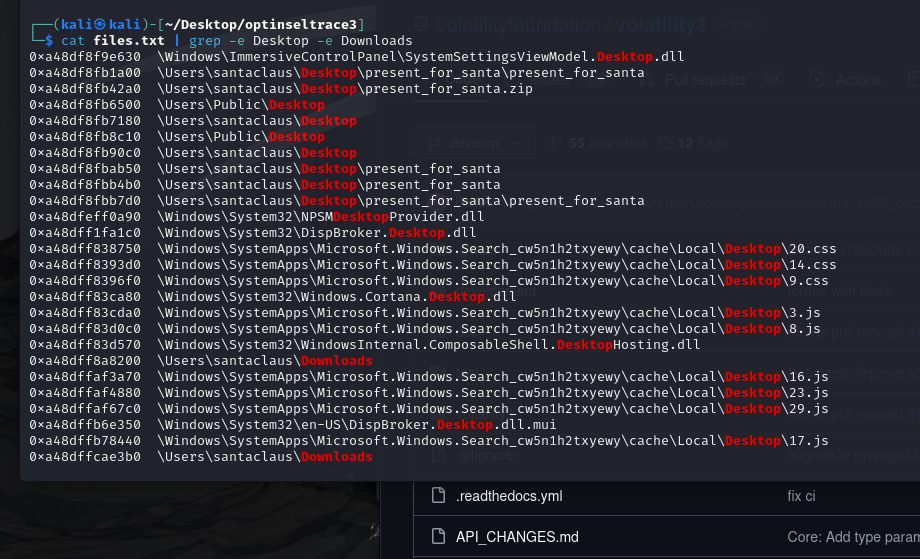 volatilityfoundation / volatility3 Public
┌──(kali㉿kali)-[~/Desktop/optinseltrace3]
└─$ cat files.txt | grep -e Desktop -e Downloads
0×a48df8f9e630 \Windows\ImmersiveControlPanel\SystemSettingsViewModel.Desktop.dll
0×a48df8fb1a00 \Users\santaclaus\Desktop\present_for_santa\present_for_santa
Pull requests 59 Actions
0×a48df8fb42a0 \Users\santaclaus\Desktop\present_for_santa.zip
0×a48df8fb6500 \Users\Public\Desktop
0×a48df8fb7180 \Users\santaclaus\Desktop
0×a48df8fb8c10 \Users\Public\Desktop
develop 55 Branches 12 Tags
0×a48df8fb90c0 \Users\santaclaus\Desktop
0×a48df8fbab50 \Users\santaclaus\Desktop\present_for_santa
0×a48df8fbb4b0 \Users\santaclaus\Desktop\present_for_santa
0×a48df8fbb7d0 \Users\santaclaus\Desktop\present_for_santa\present_for_santa
0×a48dfeff0a90 \Windows\System32\NPSMDesktopProvider.dll
0×a48dff1fa1c0 \Windows\System32\DispBroker.Desktop.dll
0×a48dff838750 \Windows\SystemApps\Microsoft.Windows.Search_cw5n1h2txyewy\cache\Local\Desktop\20.css
0×a48dff8393d0 \Windows\SystemApps\Microsoft.Windows.Search_cw5n1h2txyewy\cache\Local\Desktop\14.css
0×a48dff8396f0 \Windows\SystemApps\Microsoft.Windows.Search_cw5n1h2txyewy\cache\Local\Desktop\9.css
0×a48dff83ca80 \Windows\System32\Windows.Cortana.Desktop.dll
0×a48dff83cda0 \Windows\SystemApps\Microsoft.Windows.Search_cw5n1h2txyewy\cache\Local\Desktop\3.js
0×a48dff83d0c0 \Windows\SystemApps\Microsoft.Windows.Search_cw5n1h2txyewy\cache\Local\Desktop\8.js
0×a48dff83d570 \Windows\System32\WindowsInternal.ComposableShell.DesktopHosting.dll
0×a48dff8a8200 \Users\santaclaus\Downloads
0×a48dffaf3a70 \Windows\SystemApps\Microsoft.Windows.Search_cw5n1h2txyewy\cache\Local\Desktop\16.js
0×a48dffaf4880 \Windows\SystemApps\Microsoft.Windows.Search_cw5n1h2txyewy\cache\Local\Desktop\23.js
0×a48dffaf67c0 \Windows\SystemApps\Microsoft.Windows.Search_cw5n1h2txyewy\cache\Local\Desktop\29.js
0×a48dffb6e350 \Windows\System32\en-US\DispBroker.Desktop.dll.mui
0×a48dffb78440 \Windows\SystemApps\Microsoft.Windows.Search_cw5n1h2txyewy\cache\Local\Desktop\17.js
0×a48dffcae3b0 \Users\santaclaus\Downloads
.gitignore migrate to pyproject.t
.readthedocs.yml fix ci
API_CHANGES.md Core: Add type param